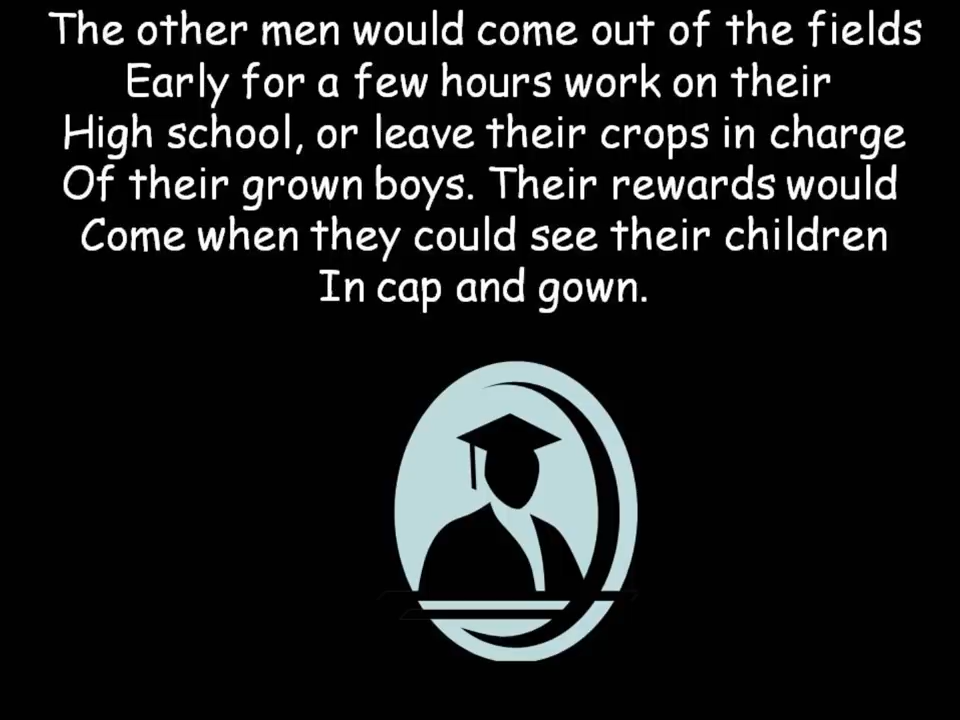 The other men would come out of the fields
Early for a few hours work on their
High school, or leave their crops in charge
Of their grown boys. Their rewards would
Come when they could see their children
In cap and gown.